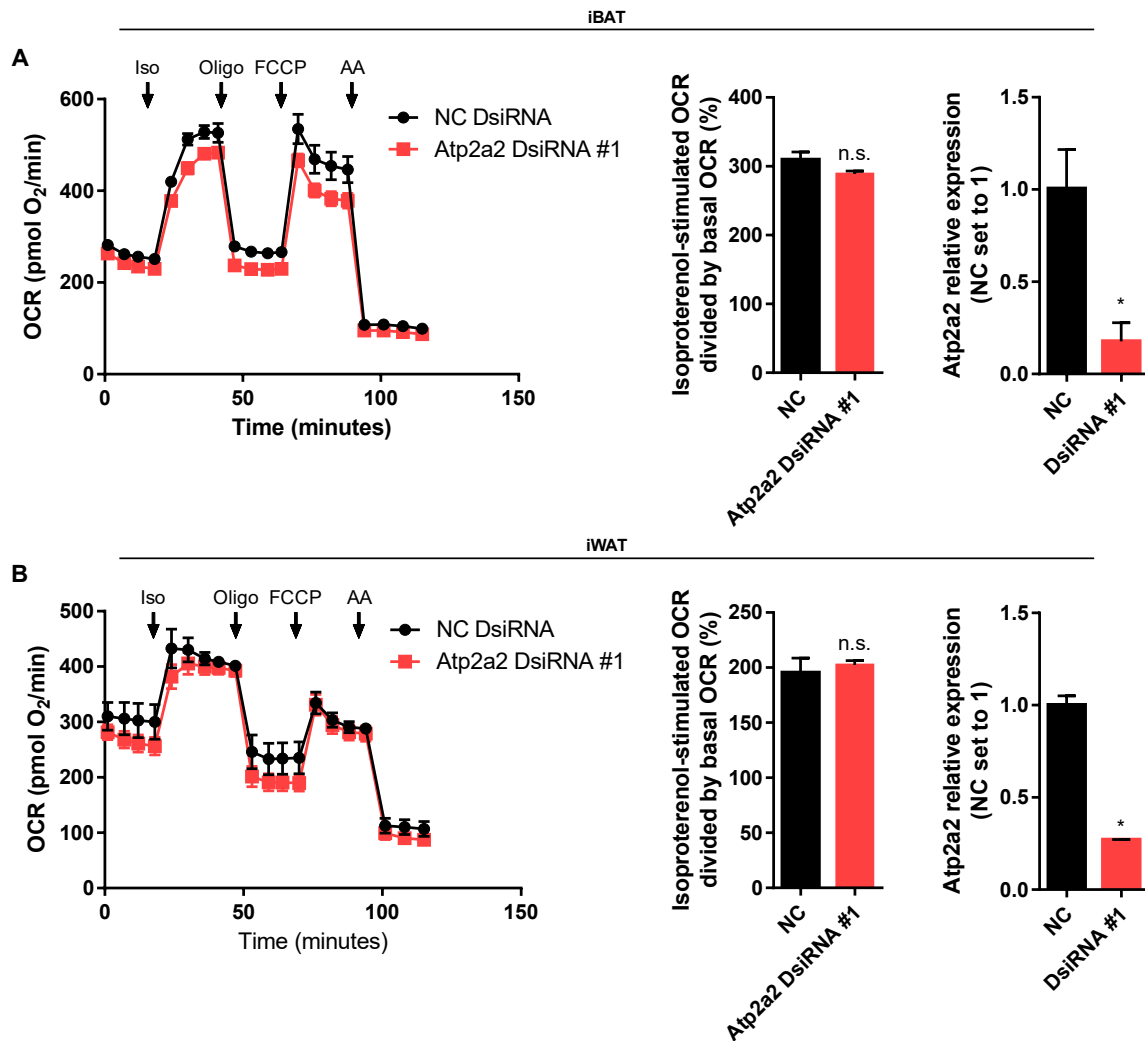 iBAT
A
Iso Oligo FCCP AA
NC DsiRNA
Atp2a2 DsiRNA #1
OCR (pmol O2/min)
600
400
200
0
0 50 100 150
Time (minutes)
Isoproterenol-stimulated OCR
divided by basal OCR (%)
400
300
200
100
0
n.s.
NC
Atp2a2 DsiRNA #1
Atp2a2 relative expression
(NC set to 1)
1.5
1.0
0.5
0.0
*
NC
DsiRNA #1
iWAT
B
Iso Oligo FCCP AA
NC DsiRNA
Atp2a2 DsiRNA #1
OCR (pmol O2/min)
500
400
300
200
100
0
0 50 100 150
Time (minutes)
Isoproterenol-stimulated OCR
divided by basal OCR (%)
250
200
150
100
50
0
n.s.
NC
Atp2a2 DsiRNA #1
Atp2a2 relative expression
(NC set to 1)
1.5
1.0
0.5
0.0
*
NC
DsiRNA #1